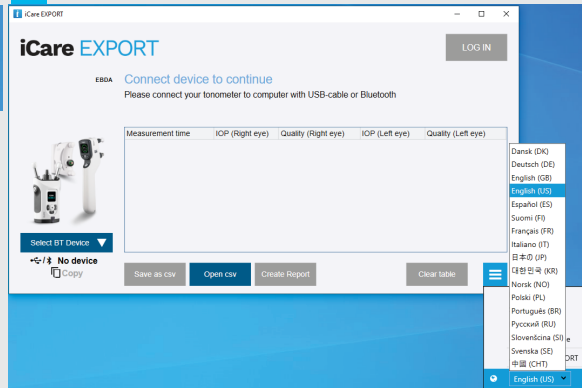 iCare EXPORT
iCare EXPORT
LOG IN
EBDA
Connect device to continue
Please connect your tonometer to computer with USB-cable or Bluetooth
Measurement time IOP (Right eye) Quality (Right eye) IOP (Left eye) Quality (Left eye)
Select BT Device
No device
Copy
Save as csv Open csv Create Report Clear table
Dansk (DK)
Deutsch (DE)
English (GB)
English (US)
Español (ES)
Suomi (FI)
Français (FR)
Italiano (IT)
日本の (JP)
대한민국 (KR)
Norsk (NO)
Polski (PL)
Português (BR)
Русский (RU)
Slovenščina (SI)
Svenska (SE)
中國 (CHT)
English (US)